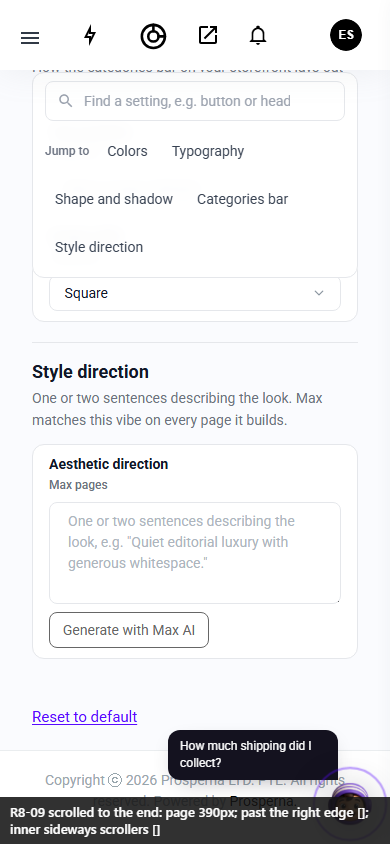 ES
How the categories bar on your storefront lays out
Find a setting, e.g. button or head
Jump to
Colors
Typography
Shape and shadow
Categories bar
Style direction
Square
Style direction
One or two sentences describing the look. Max
matches this vibe on every page it builds.
Aesthetic direction
Max pages
One or two sentences describing the
look, e.g. "Quiet editorial luxury with
generous whitespace."
Generate with Max AI
Reset to default
How much shipping did I
collect?
Copyright © 2026 Prosperna LTD. PTE. All rights
reserved. Powered by Prosperna.
R8-09 scrolled to the end: page 390px; past the right edge [];
inner sideways scrollers []